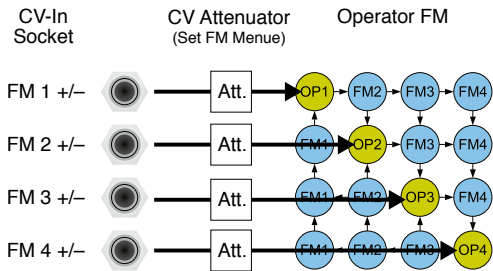 CV-In Socket
CV Attenuator (Set FM Menue)
Operator FM
FM 1 +/– Att. OP1 FM2 FM3 FM4
FM 2 +/– Att. FM1 OP2 FM3 FM4
FM 3 +/– Att. FM1 FM2 OP3 FM4
FM 4 +/– Att. FM1 FM2 FM3 OP4